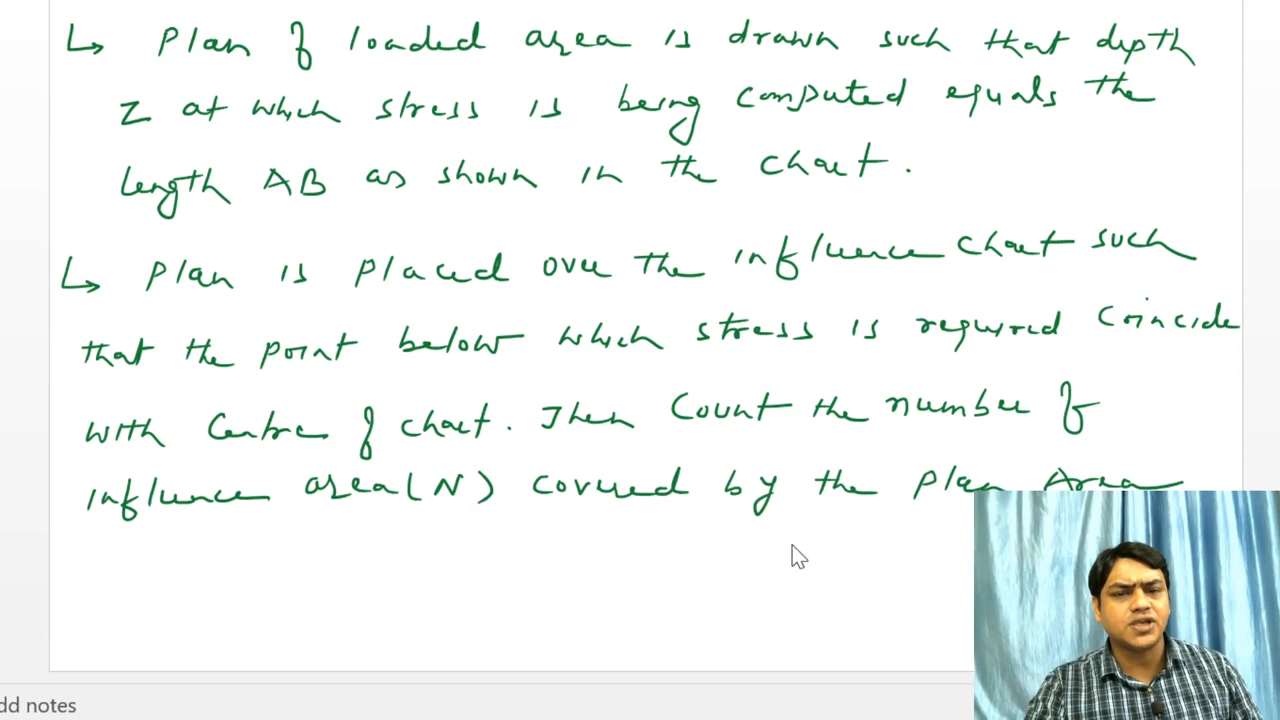 ↳ Plan of loaded area is drawn such that depth
Z at which stress is being computed equals the
length AB as shown in the chart.
↳ Plan is placed over the influence chart such
that the point below which stress is required coincide
with Centre of chart. Then Count the number of
influence area (N) covered by the plan Area
dd notes